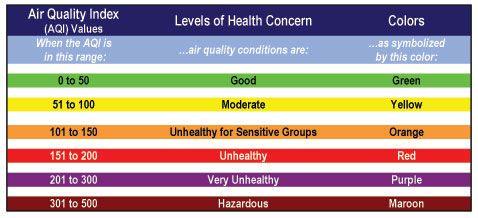 Air Quality Index
(AQI) Values
Levels of Health Concern
Colors
When the AQI is
in this range:
...air quality conditions are:
...as symbolized
by this color:
0 to 50 Good Green
51 to 100 Moderate Yellow
101 to 150 Unhealthy for Sensitive Groups Orange
151 to 200 Unhealthy Red
201 to 300 Very Unhealthy Purple
301 to 500 Hazardous Maroon